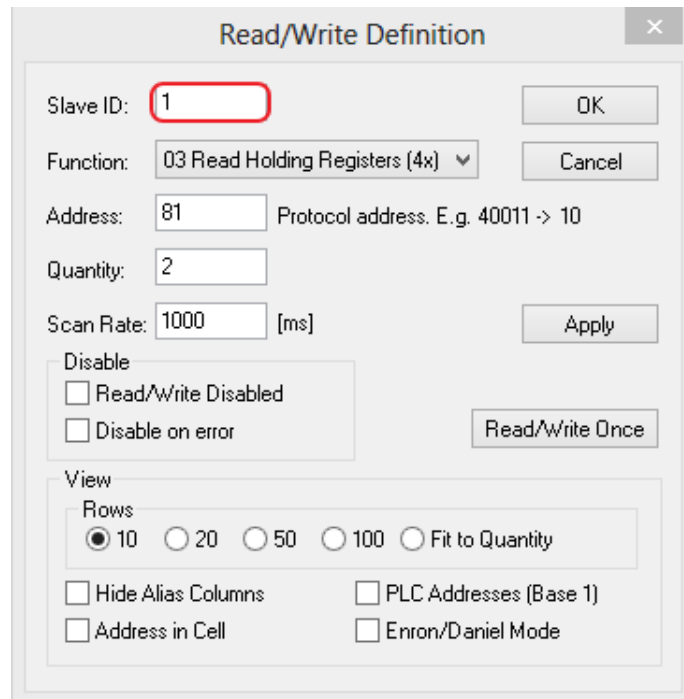 Read/Write Definition
Slave ID: 1 OK
Function: 03 Read Holding Registers (4x) Cancel
Address: 81 Protocol address. E.g. 40011 -> 10
Quantity: 2
Scan Rate: 1000 [ms] Apply
Disable
Read/Write Disabled
Disable on error
Read/Write Once
View
Rows
10 20 50 100 Fit to Quantity
Hide Alias Columns PLC Addresses (Base 1)
Address in Cell Enron/Daniel Mode